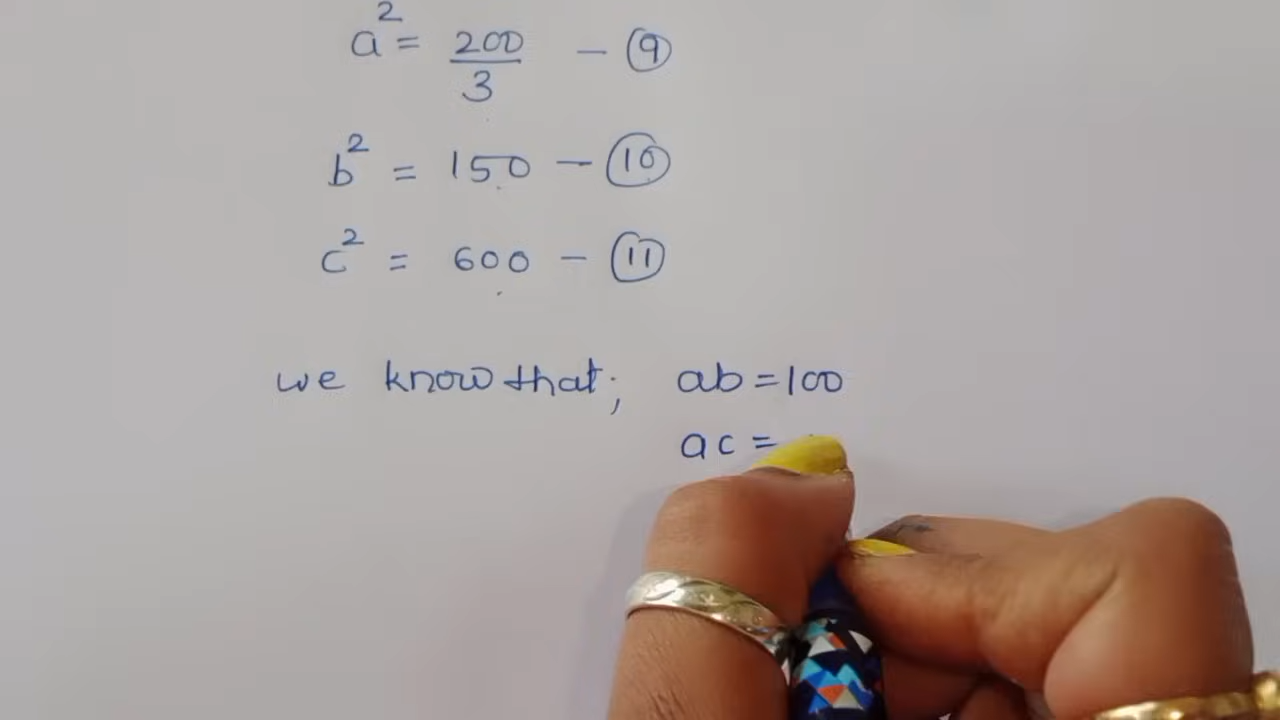 a² = 200/3 — 9
b² = 150 — 10
c² = 600 — 11
we know that; ab = 100
ac =